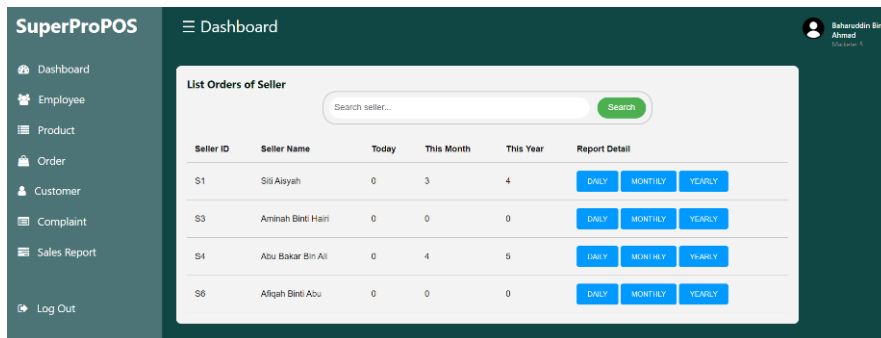 SuperProPOS
☰ Dashboard
Baharuddin Bin
Ahmad
Dashboard
Employee
Product
Order
Customer
Complaint
Sales Report
Log Out
List Orders of Seller
Search seller... Search
Seller ID Seller Name Today This Month This Year Report Detail
S1 Siti Aisyah 0 3 4 DAILY MONTHLY YEARLY
S3 Aminah Binti Hairi 0 0 0 DAILY MONTHLY YEARLY
S4 Abu Bakar Bin Ali 0 4 5 DAILY MONTHLY YEARLY
S6 Afiqah Binti Abu 0 0 0 DAILY MONTHLY YEARLY